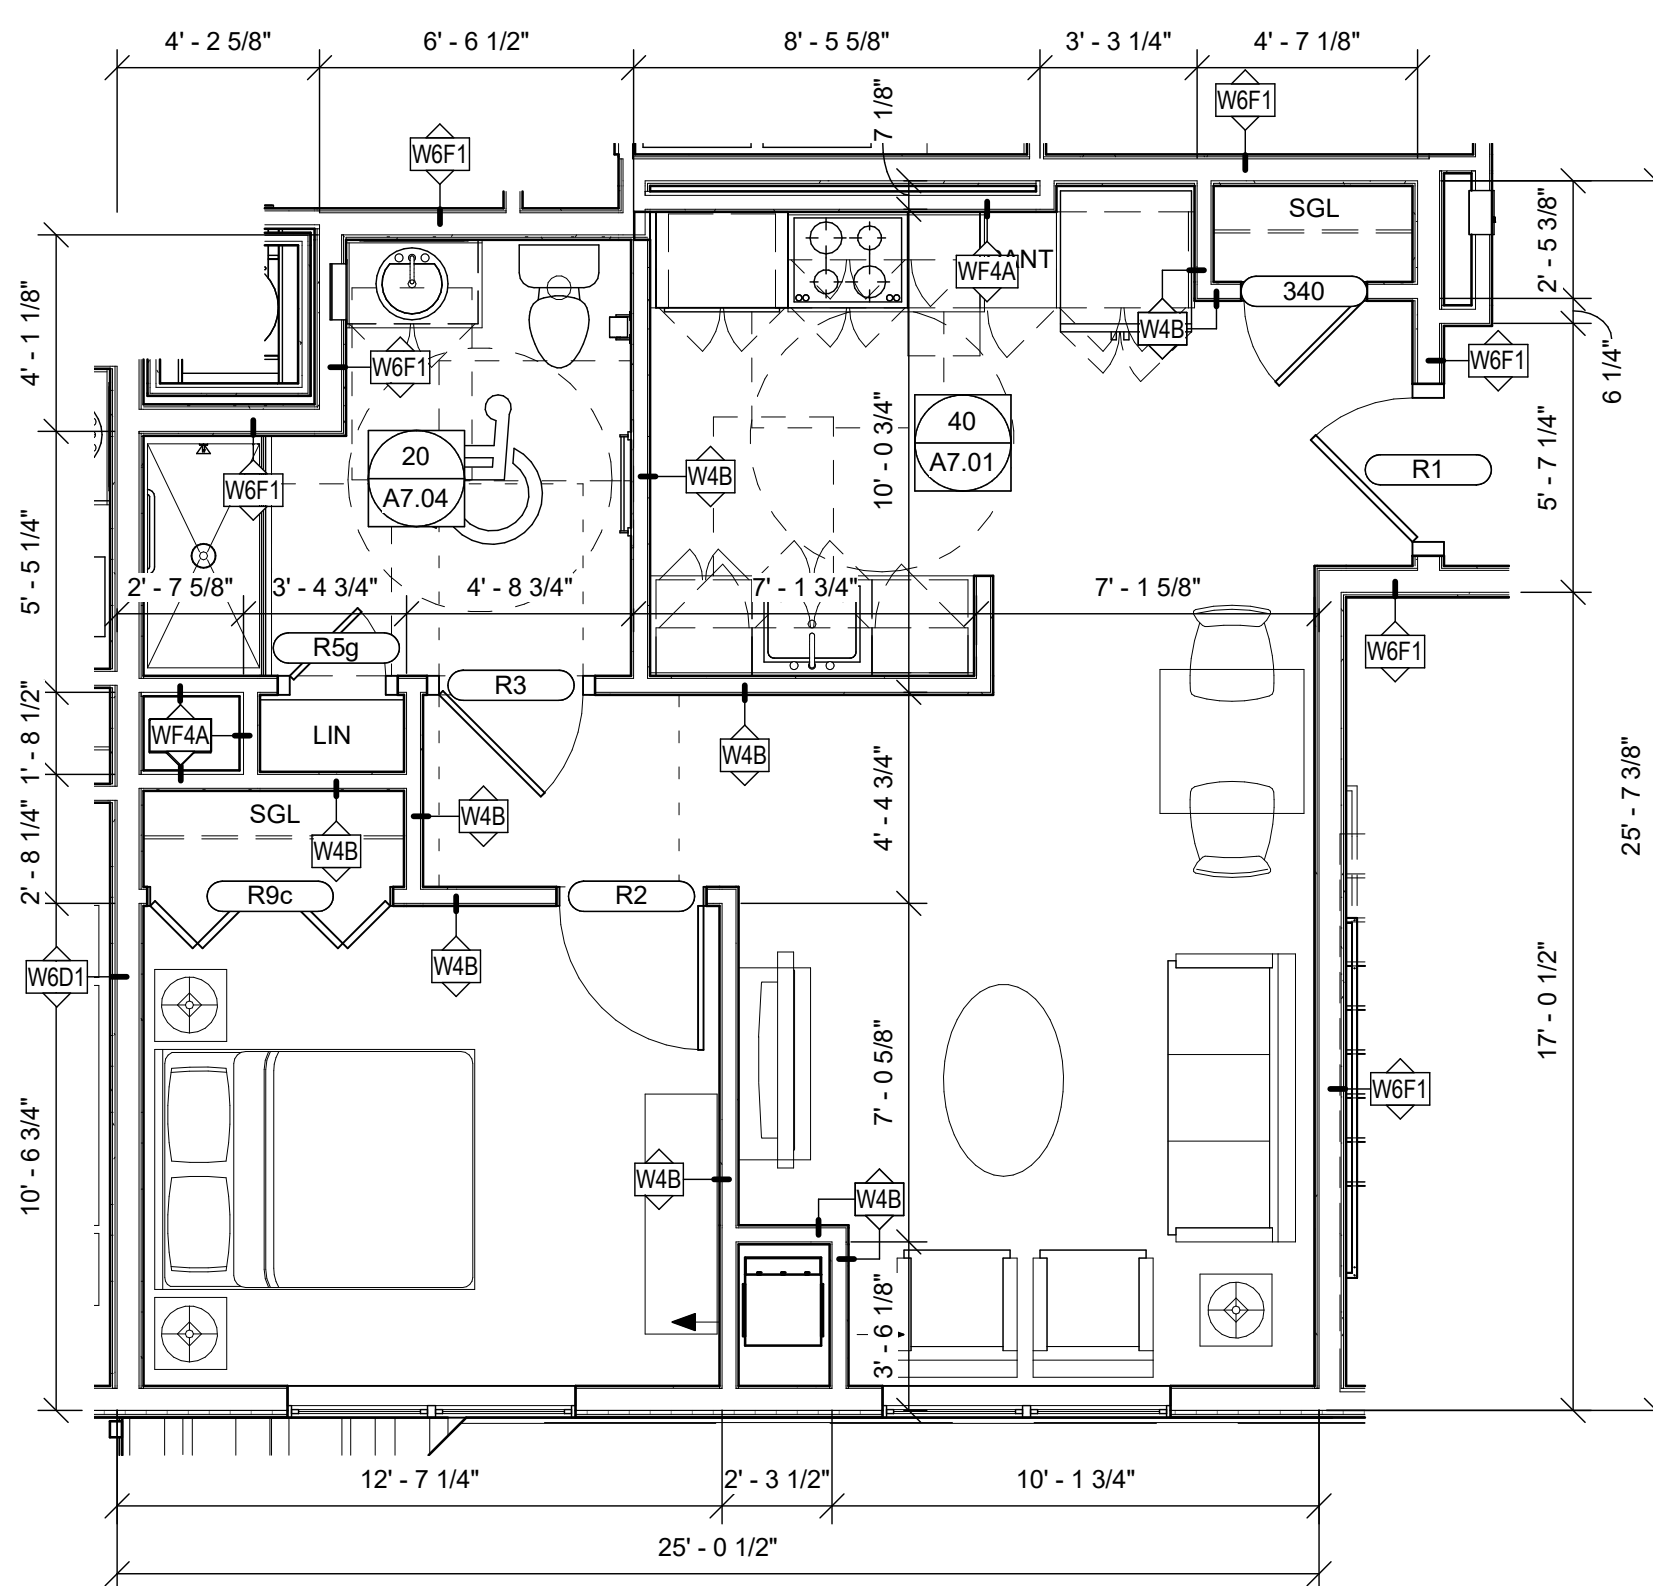 4' - 2 5/8" 6' - 6 1/2" 8' - 5 5/8" 3' - 3 1/4" 4' - 7 1/8"
7 1/8"
W6F1
W6F1
SGL
2' - 5 3/8"
WF4A
340
W4B
4' - 1 1/8"
W6F1
W6F1
6 1/4"
40
A7.01
10' - 0 3/4"
20
A7.04
W4B
R1
5' - 7 1/4"
W6F1
5' - 5 1/4"
2' - 7 5/8" 3' - 4 3/4" 4' - 8 3/4" 7' - 1 3/4" 7' - 1 5/8"
R5g
W6F1
R3
WF4A
LIN
W4B
1' - 8 1/2"
4' - 4 3/4"
25' - 7 3/8"
SGL
W4B
W4B
2' - 8 1/4"
R9c
R2
W6D1
W4B
17' - 0 1/2"
7' - 0 5/8"
W6F1
10' - 6 3/4"
W4B
W4B
3' - 6 1/8"
12' - 7 1/4" 2' - 3 1/2" 10' - 1 3/4"
25' - 0 1/2"